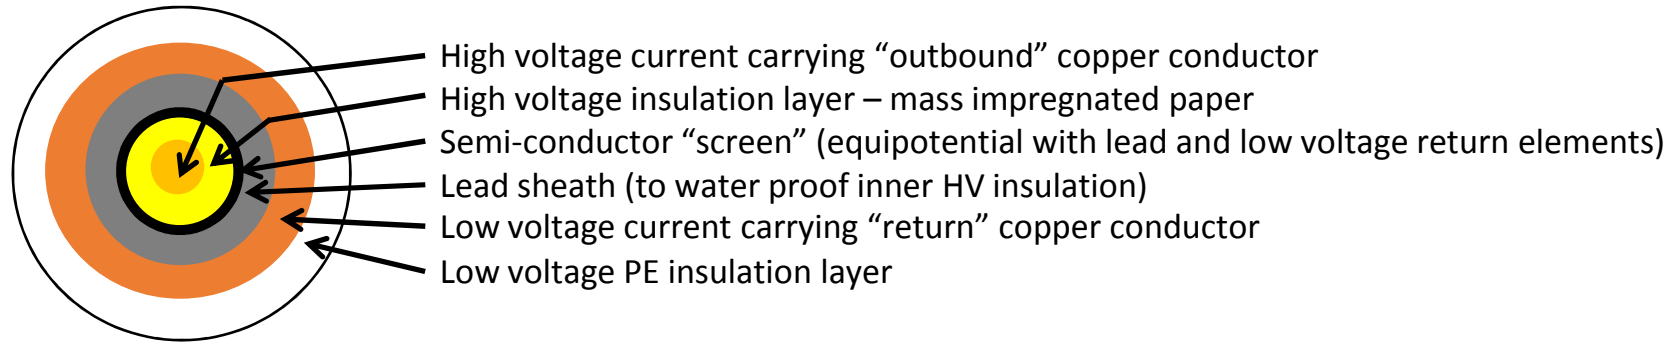 High voltage current carrying “outbound” copper conductor
High voltage insulation layer – mass impregnated paper
Semi-conductor “screen” (equipotential with lead and low voltage return elements)
Lead sheath (to water proof inner HV insulation)
Low voltage current carrying “return” copper conductor
Low voltage PE insulation layer